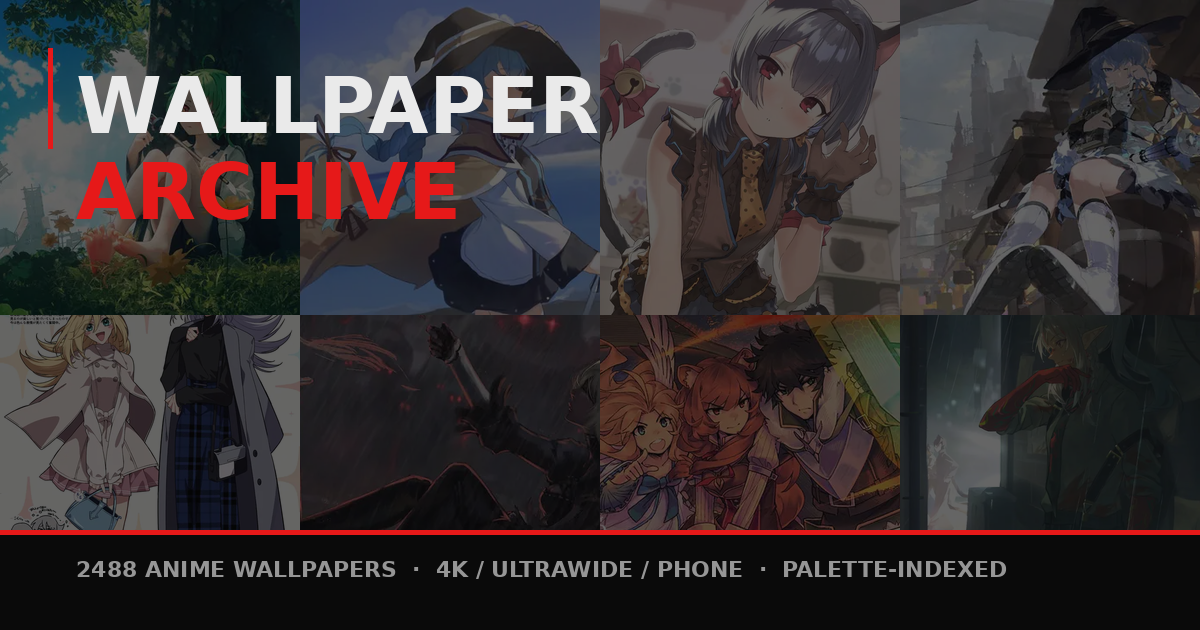 WALLPAPER
ARCHIVE
2488 ANIME WALLPAPERS · 4K / ULTRAWIDE / PHONE · PALETTE-INDEXED